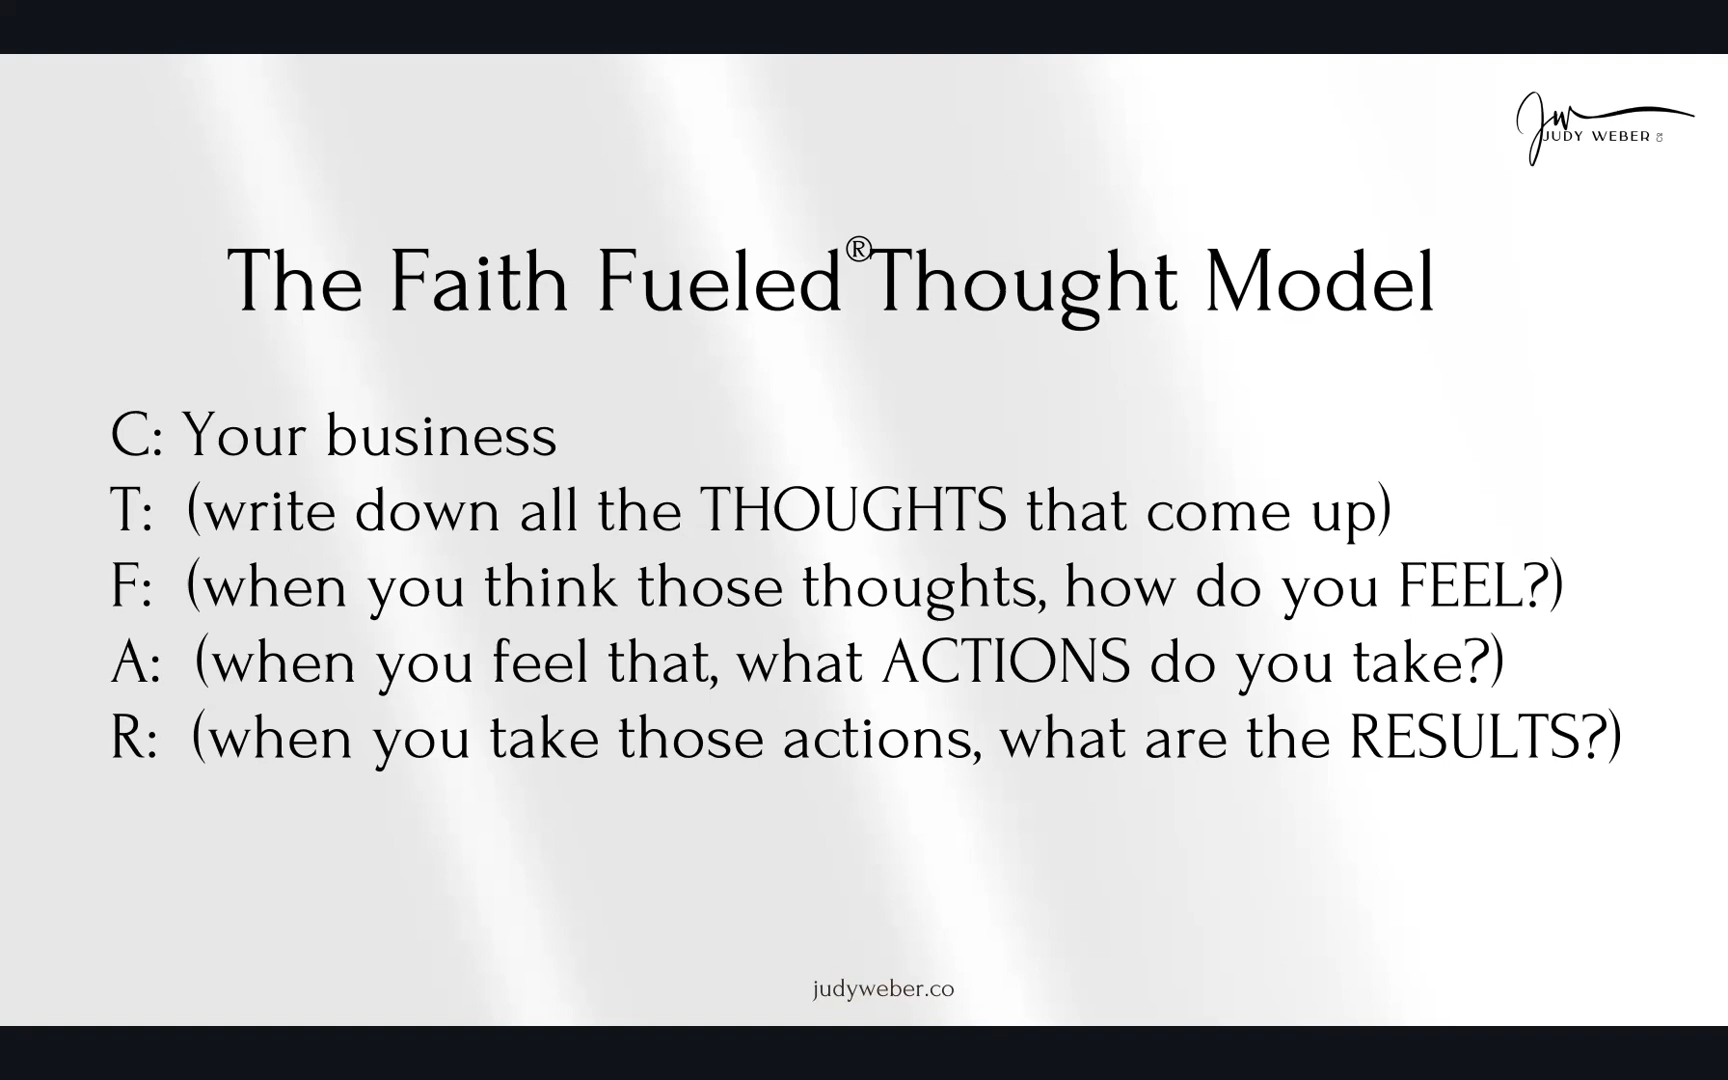 JW
JUDY WEBER CO
The Faith Fueled® Thought Model
C: Your business
T: (write down all the THOUGHTS that come up)
F: (when you think those thoughts, how do you FEEL?)
A: (when you feel that, what ACTIONS do you take?)
R: (when you take those actions, what are the RESULTS?)
judyweber.co